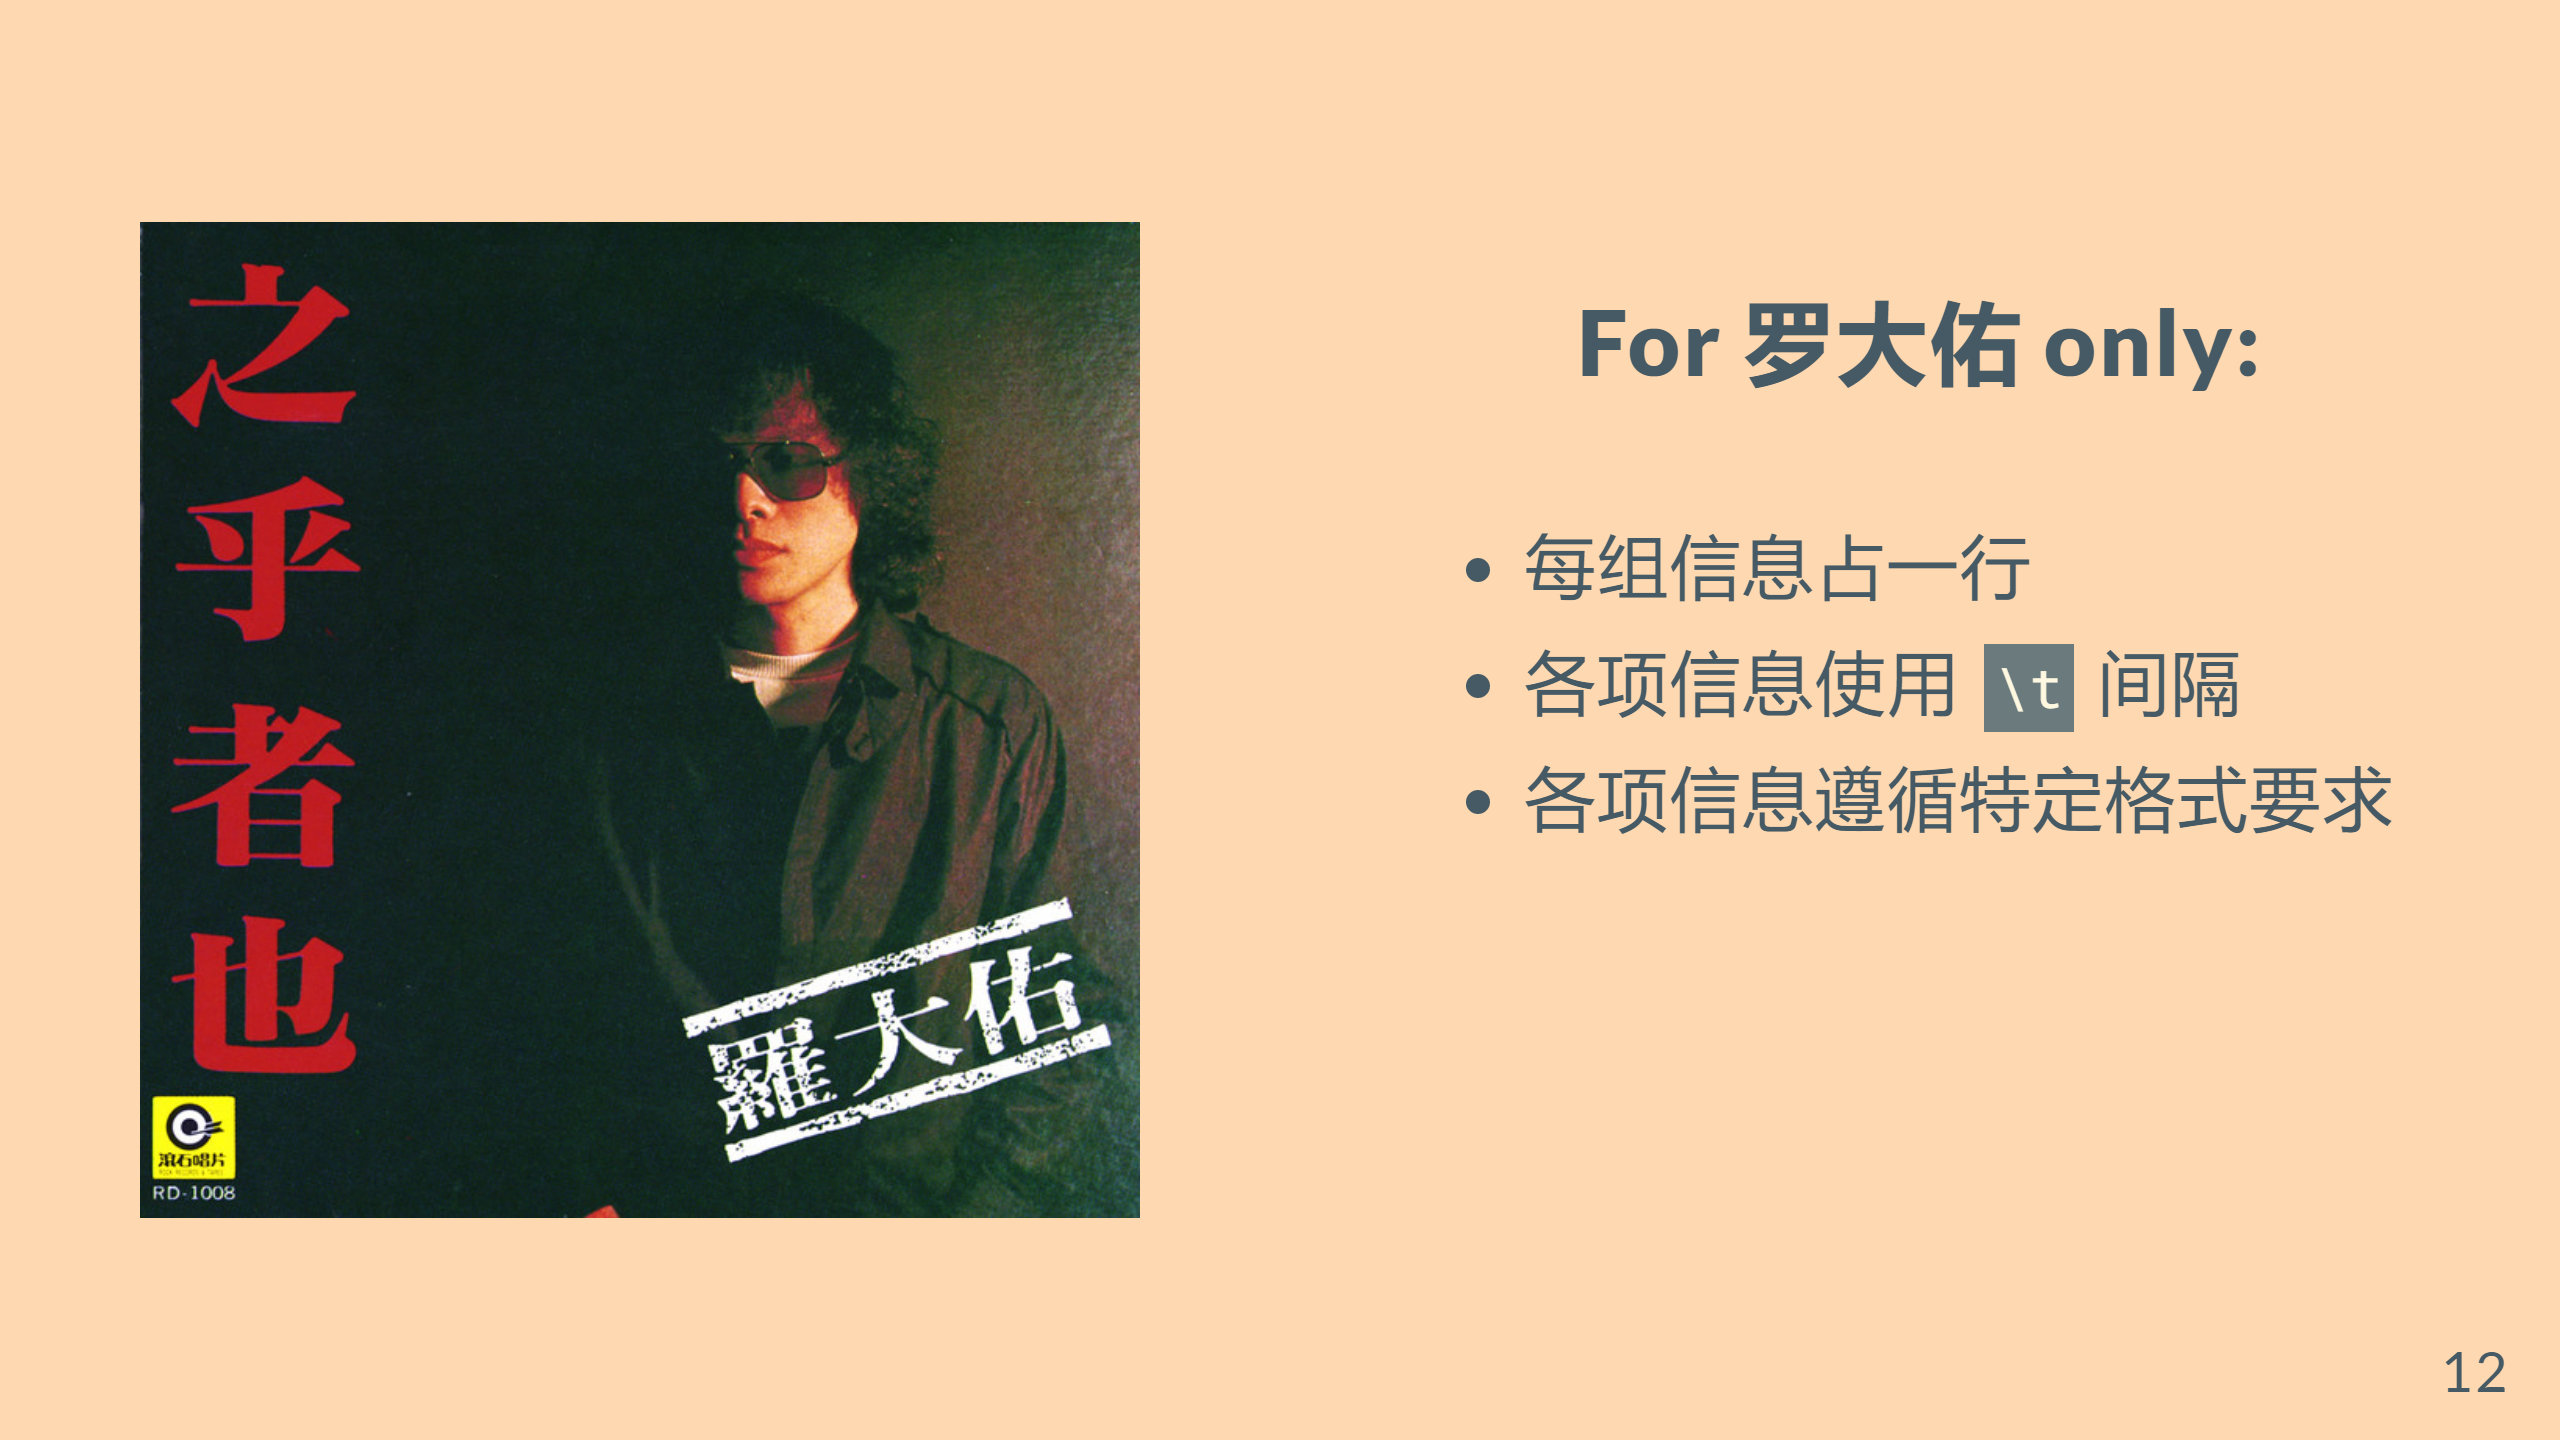 之乎者也
羅大佑
滾石唱片
RD-1008
For 罗大佑 only:
每组信息占一行
各项信息使用 \t 间隔
各项信息遵循特定格式要求
12